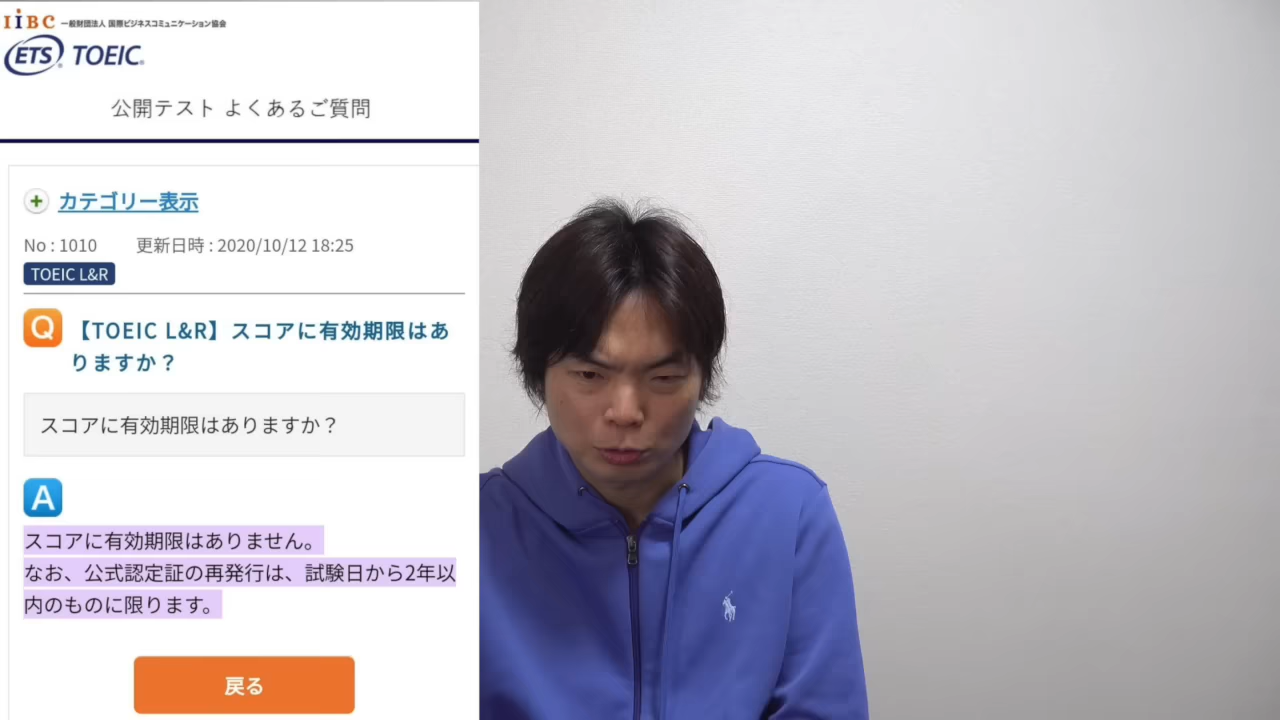 IIBC 一般財団法人 国際ビジネスコミュニケーション協会
ETS® TOEIC®
公開テスト よくあるご質問
カテゴリー表示
No : 1010 更新日時 : 2020/10/12 18:25
TOEIC L&R
Q 【TOEIC L&R】スコアに有効期限はあ
りますか？
スコアに有効期限はありますか？
A
スコアに有効期限はありません。
なお、公式認定証の再発行は、試験日から2年以
内のものに限ります。
戻る